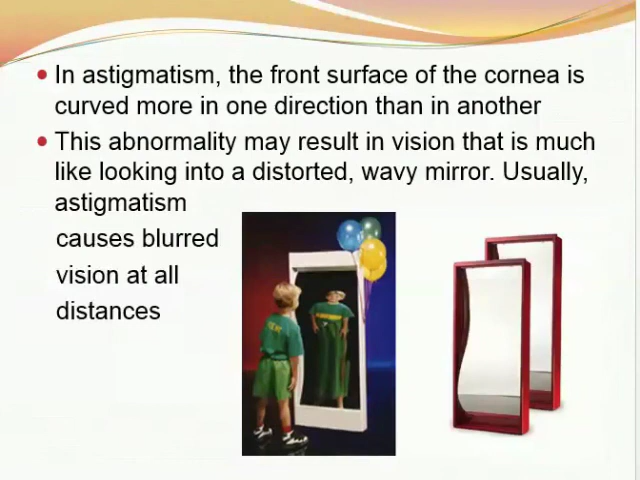 In astigmatism, the front surface of the cornea is
curved more in one direction than in another
This abnormality may result in vision that is much
like looking into a distorted, wavy mirror. Usually,
astigmatism
causes blurred
vision at all
distances